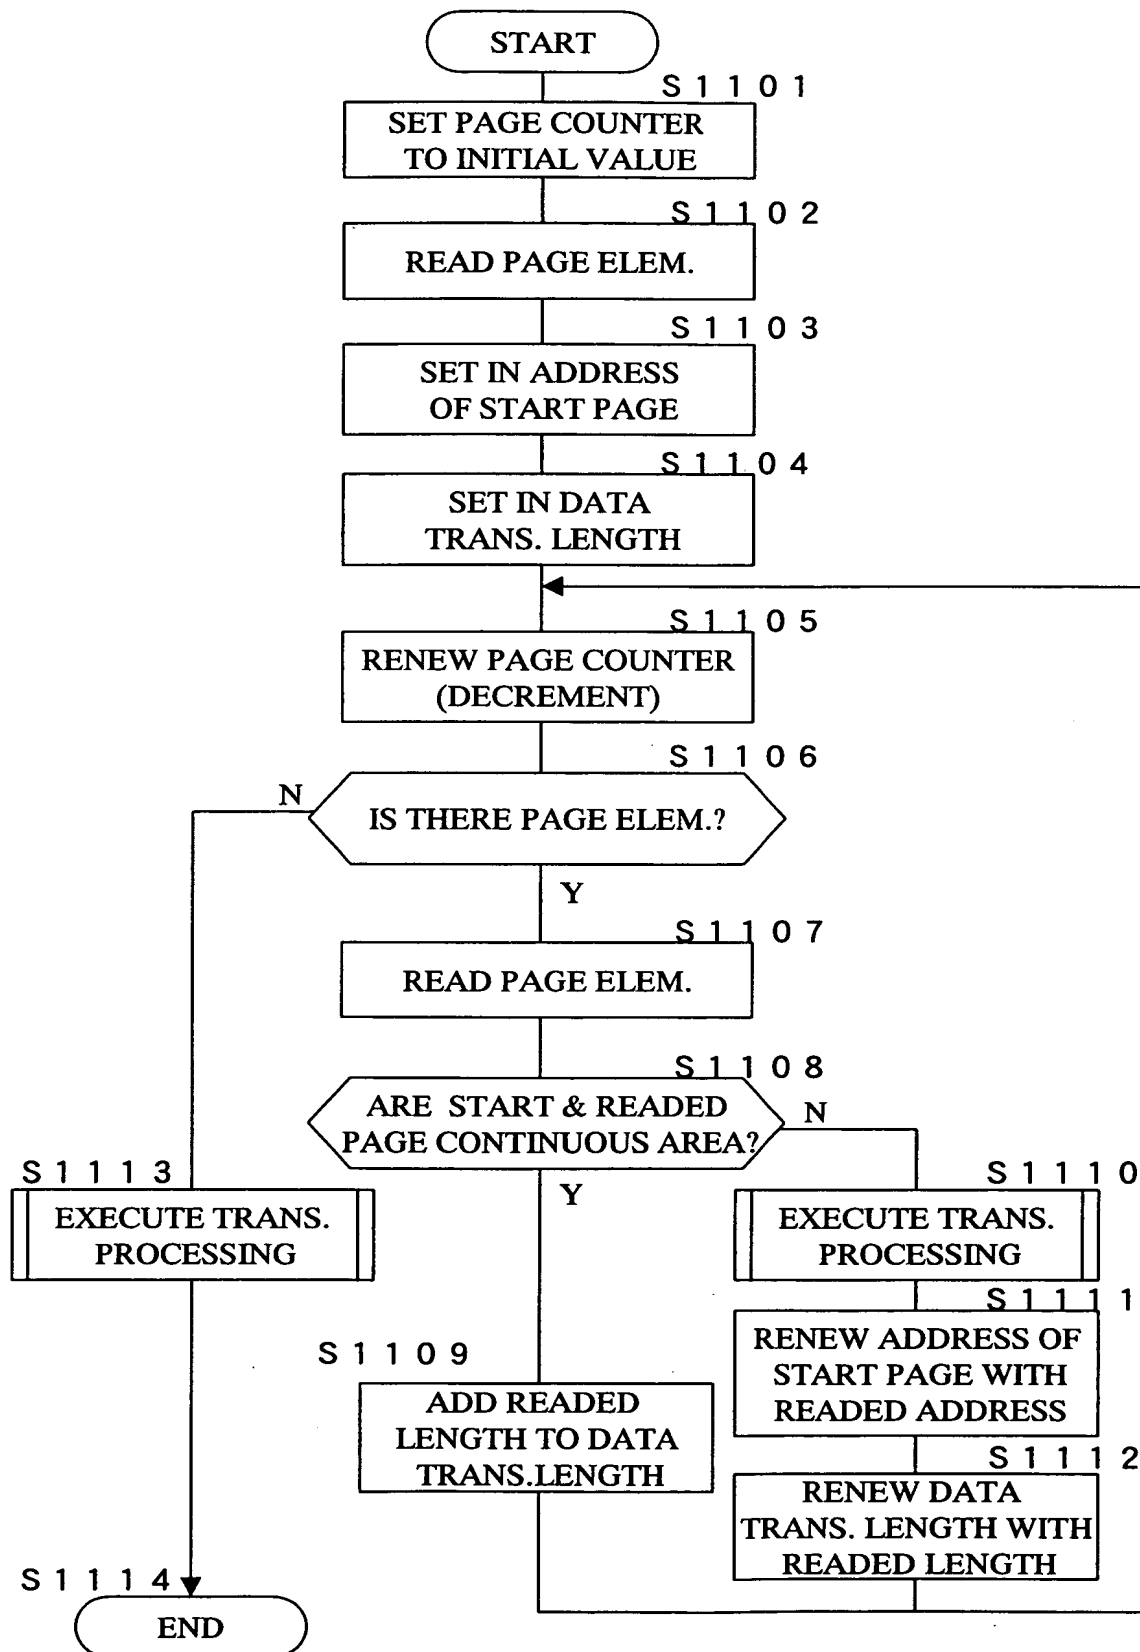 START
S1101
SET PAGE COUNTER
TO INITIAL VALUE
S1102
READ PAGE ELEM.
S1103
SET IN ADDRESS
OF START PAGE
S1104
SET IN DATA
TRANS. LENGTH
S1105
RENEW PAGE COUNTER
(DECREMENT)
S1106
N
IS THERE PAGE ELEM.?
Y
S1107
READ PAGE ELEM.
S1108
ARE START & READED
PAGE CONTINUOUS AREA?
N
Y
S1113
EXECUTE TRANS.
PROCESSING
S1110
EXECUTE TRANS.
PROCESSING
S1111
RENEW ADDRESS OF
START PAGE WITH
READED ADDRESS
S1109
ADD READED
LENGTH TO DATA
TRANS.LENGTH
S1112
RENEW DATA
TRANS. LENGTH WITH
READED LENGTH
S1114
END